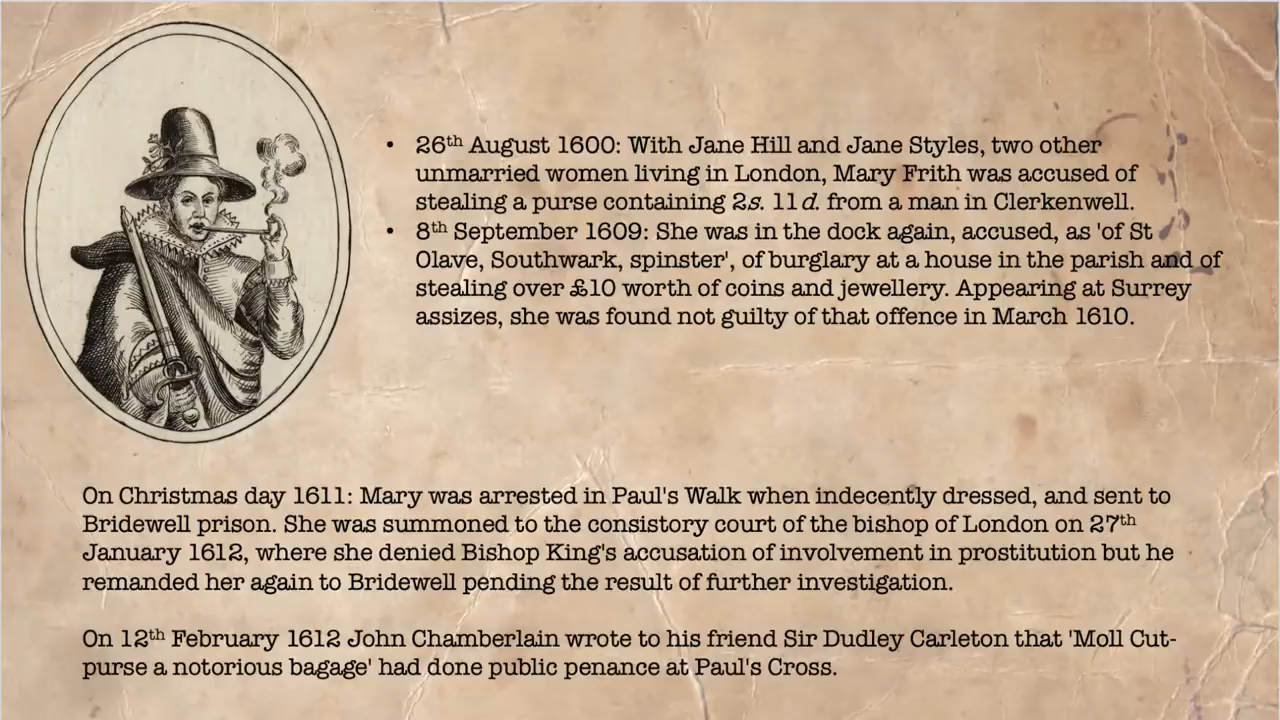 • 26th August 1600: With Jane Hill and Jane Styles, two other
unmarried women living in London, Mary Frith was accused of
stealing a purse containing 2s. 11d. from a man in Clerkenwell.
• 8th September 1609: She was in the dock again, accused, as 'of St
Olave, Southwark, spinster', of burglary at a house in the parish and of
stealing over £10 worth of coins and jewellery. Appearing at Surrey
assizes, she was found not guilty of that offence in March 1610.
On Christmas day 1611: Mary was arrested in Paul's Walk when indecently dressed, and sent to
Bridewell prison. She was summoned to the consistory court of the bishop of London on 27th
January 1612, where she denied Bishop King's accusation of involvement in prostitution but he
remanded her again to Bridewell pending the result of further investigation.
On 12th February 1612 John Chamberlain wrote to his friend Sir Dudley Carleton that 'Moll Cut-
purse a notorious bagage' had done public penance at Paul's Cross.